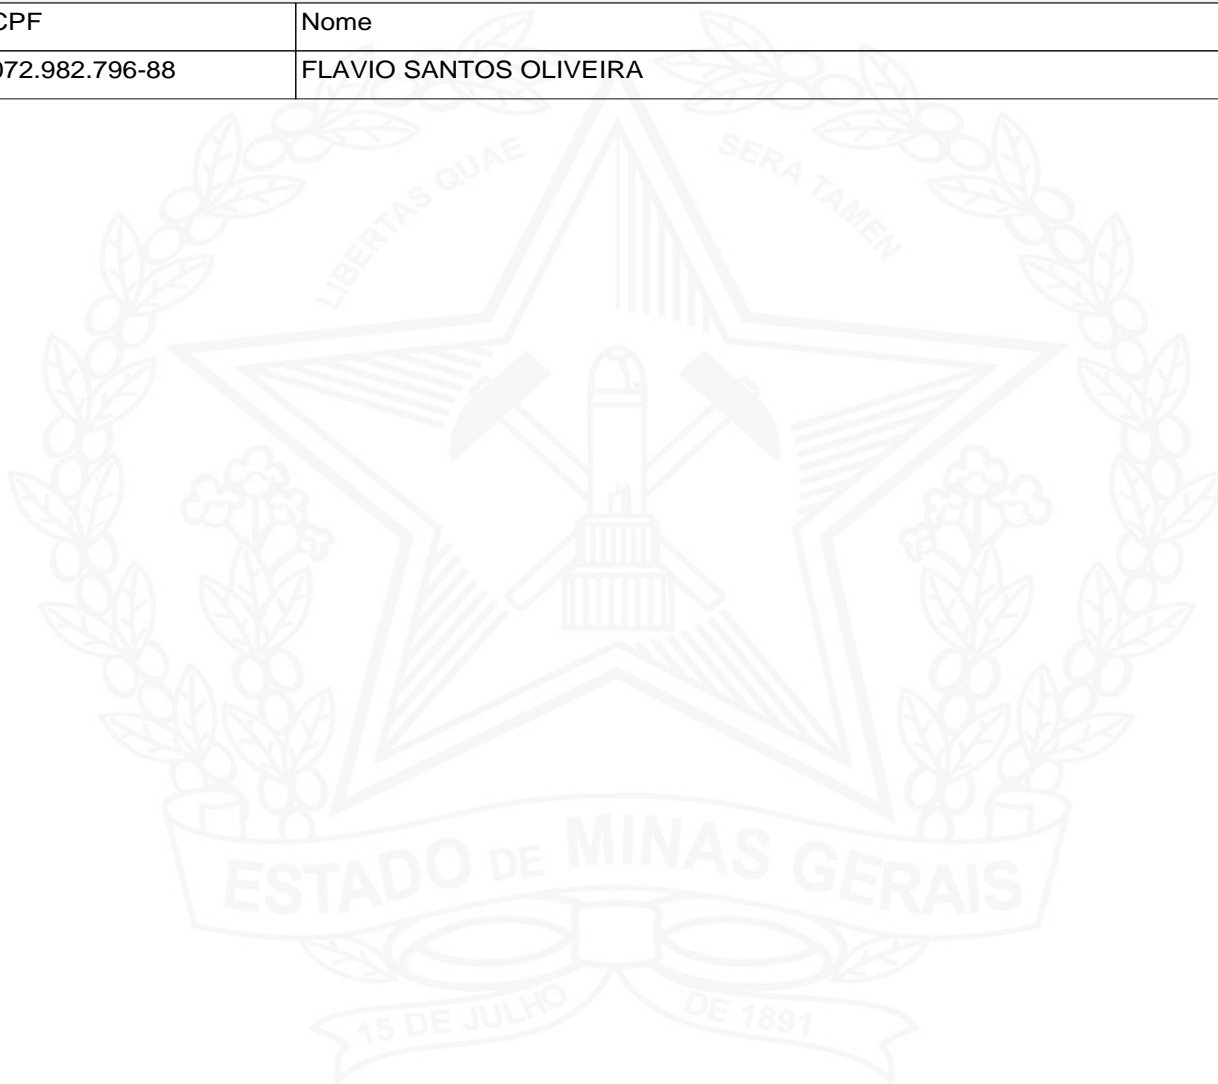 CPF Nome
072.982.796-88 FLAVIO SANTOS OLIVEIRA
LIBERTAS QUAE SERA TAMEN
ESTADO DE MINAS GERAIS
15 DE JULHO DE 1891